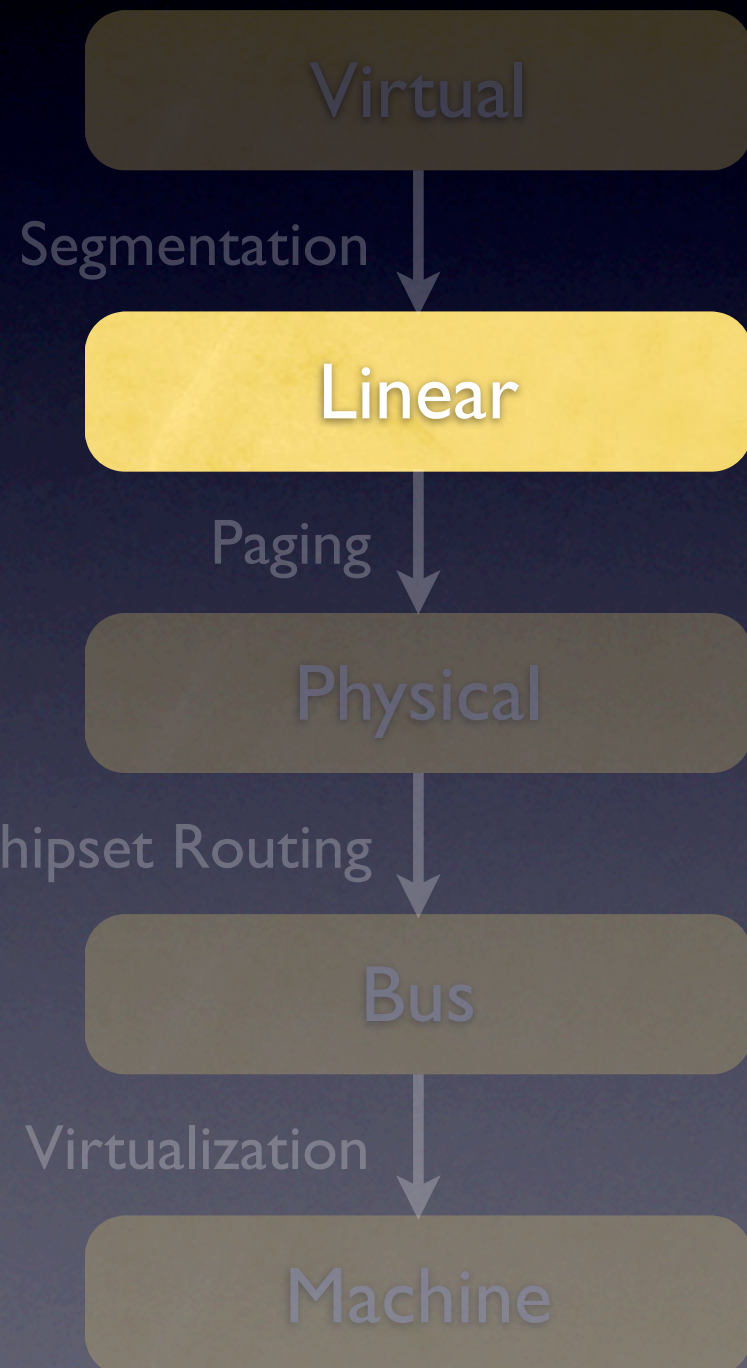 Virtual
Segmentation
Linear
Paging
Physical
hipset Routing
Bus
Virtualization
Machine